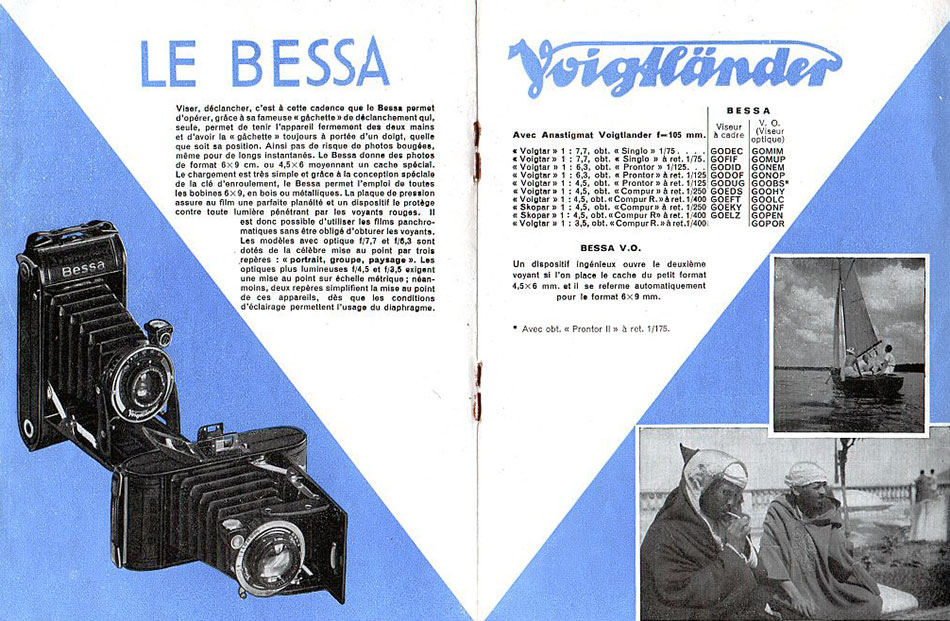 LE BESSA
Viser, déclancher, c'est à cette cadence que le Bessa permet
d'opérer, grâce à sa fameuse « gâchette » de déclanchement qui,
seule, permet de tenir l'appareil fermement des deux mains
et d'avoir la « gâchette » toujours à portée d'un doigt, quelle
que soit sa position. Ainsi pas de risque de photos bougées,
même pour de longs instantanés. Le Bessa donne des photos
de format 6×9 cm. ou 4,5×6 moyennant un cache spécial.
Le chargement est très simple et grâce à la conception spéciale
de la clé d'enroulement, le Bessa permet l'emploi de toutes
les bobines 6×9, en bois ou métalliques. La plaque de pression
assure au film une parfaite planéité et un dispositif le protège
contre toute lumière pénétrant par les voyants rouges. Il
est donc possible d'utiliser les films panchro-
matiques sans être obligé d'obturer les voyants.
Les modèles avec optique f/7,7 et f/6,3 sont
dotés de la célèbre mise au point par trois
repères : « portrait, groupe, paysage ». Les
optiques plus lumineuses f/4,5 et f/3,5 exigent
une mise au point sur échelle métrique ; néan-
moins, deux repères simplifient la mise au point
de ces appareils, dès que les conditions
d'éclairage permettent l'usage du diaphragme.
Bessa
Voigtländer
Voigtländer
BESSA
Avec Anastigmat Voigtlander f=105 mm. Viseur à cadre V. O. (Viseur optique)
« Voigtar » 1 : 7,7, obt. « Singlo » 1/75. . . . GODEC GOMIM
« Voigtar » 1 : 7,7, obt. « Singlo » à ret. 1/75. GOFIF GOMUP
« Voigtar » 1 : 6,3, obt. « Prontor » 1/125. . . GODID GONEM
« Voigtar » 1 : 6,3, obt. « Prontor » à ret. 1/125 GODOF GONOP
« Voigtar » 1 : 4,5, obt. « Prontor » à ret. 1/125 GODUG GOOBS*
« Voigtar » 1 : 4,5, obt. « Compur » à ret. 1/250 GOEDS GOOHY
« Voigtar » 1 : 4,5, obt. «Compur R.» à ret. 1/400 GOEFT GOOLC
« Skopar » 1 : 4,5, obt. «Compur» à ret. 1/250 GOEKY GOONF
« Skopar » 1 : 4,5, obt. «Compur R.» à ret. 1/400 GOELZ GOPEN
« Voigtar » 1 : 3,5, obt. «Compur R.» à ret. 1/400 GOPOR
BESSA V.O.
Un dispositif ingénieux ouvre le deuxième
voyant si l'on place le cache du petit format
4,5×6 mm. et il se referme automatiquement
pour le format 6×9 mm.
* Avec obt. « Prontor II » à ret. 1/175.